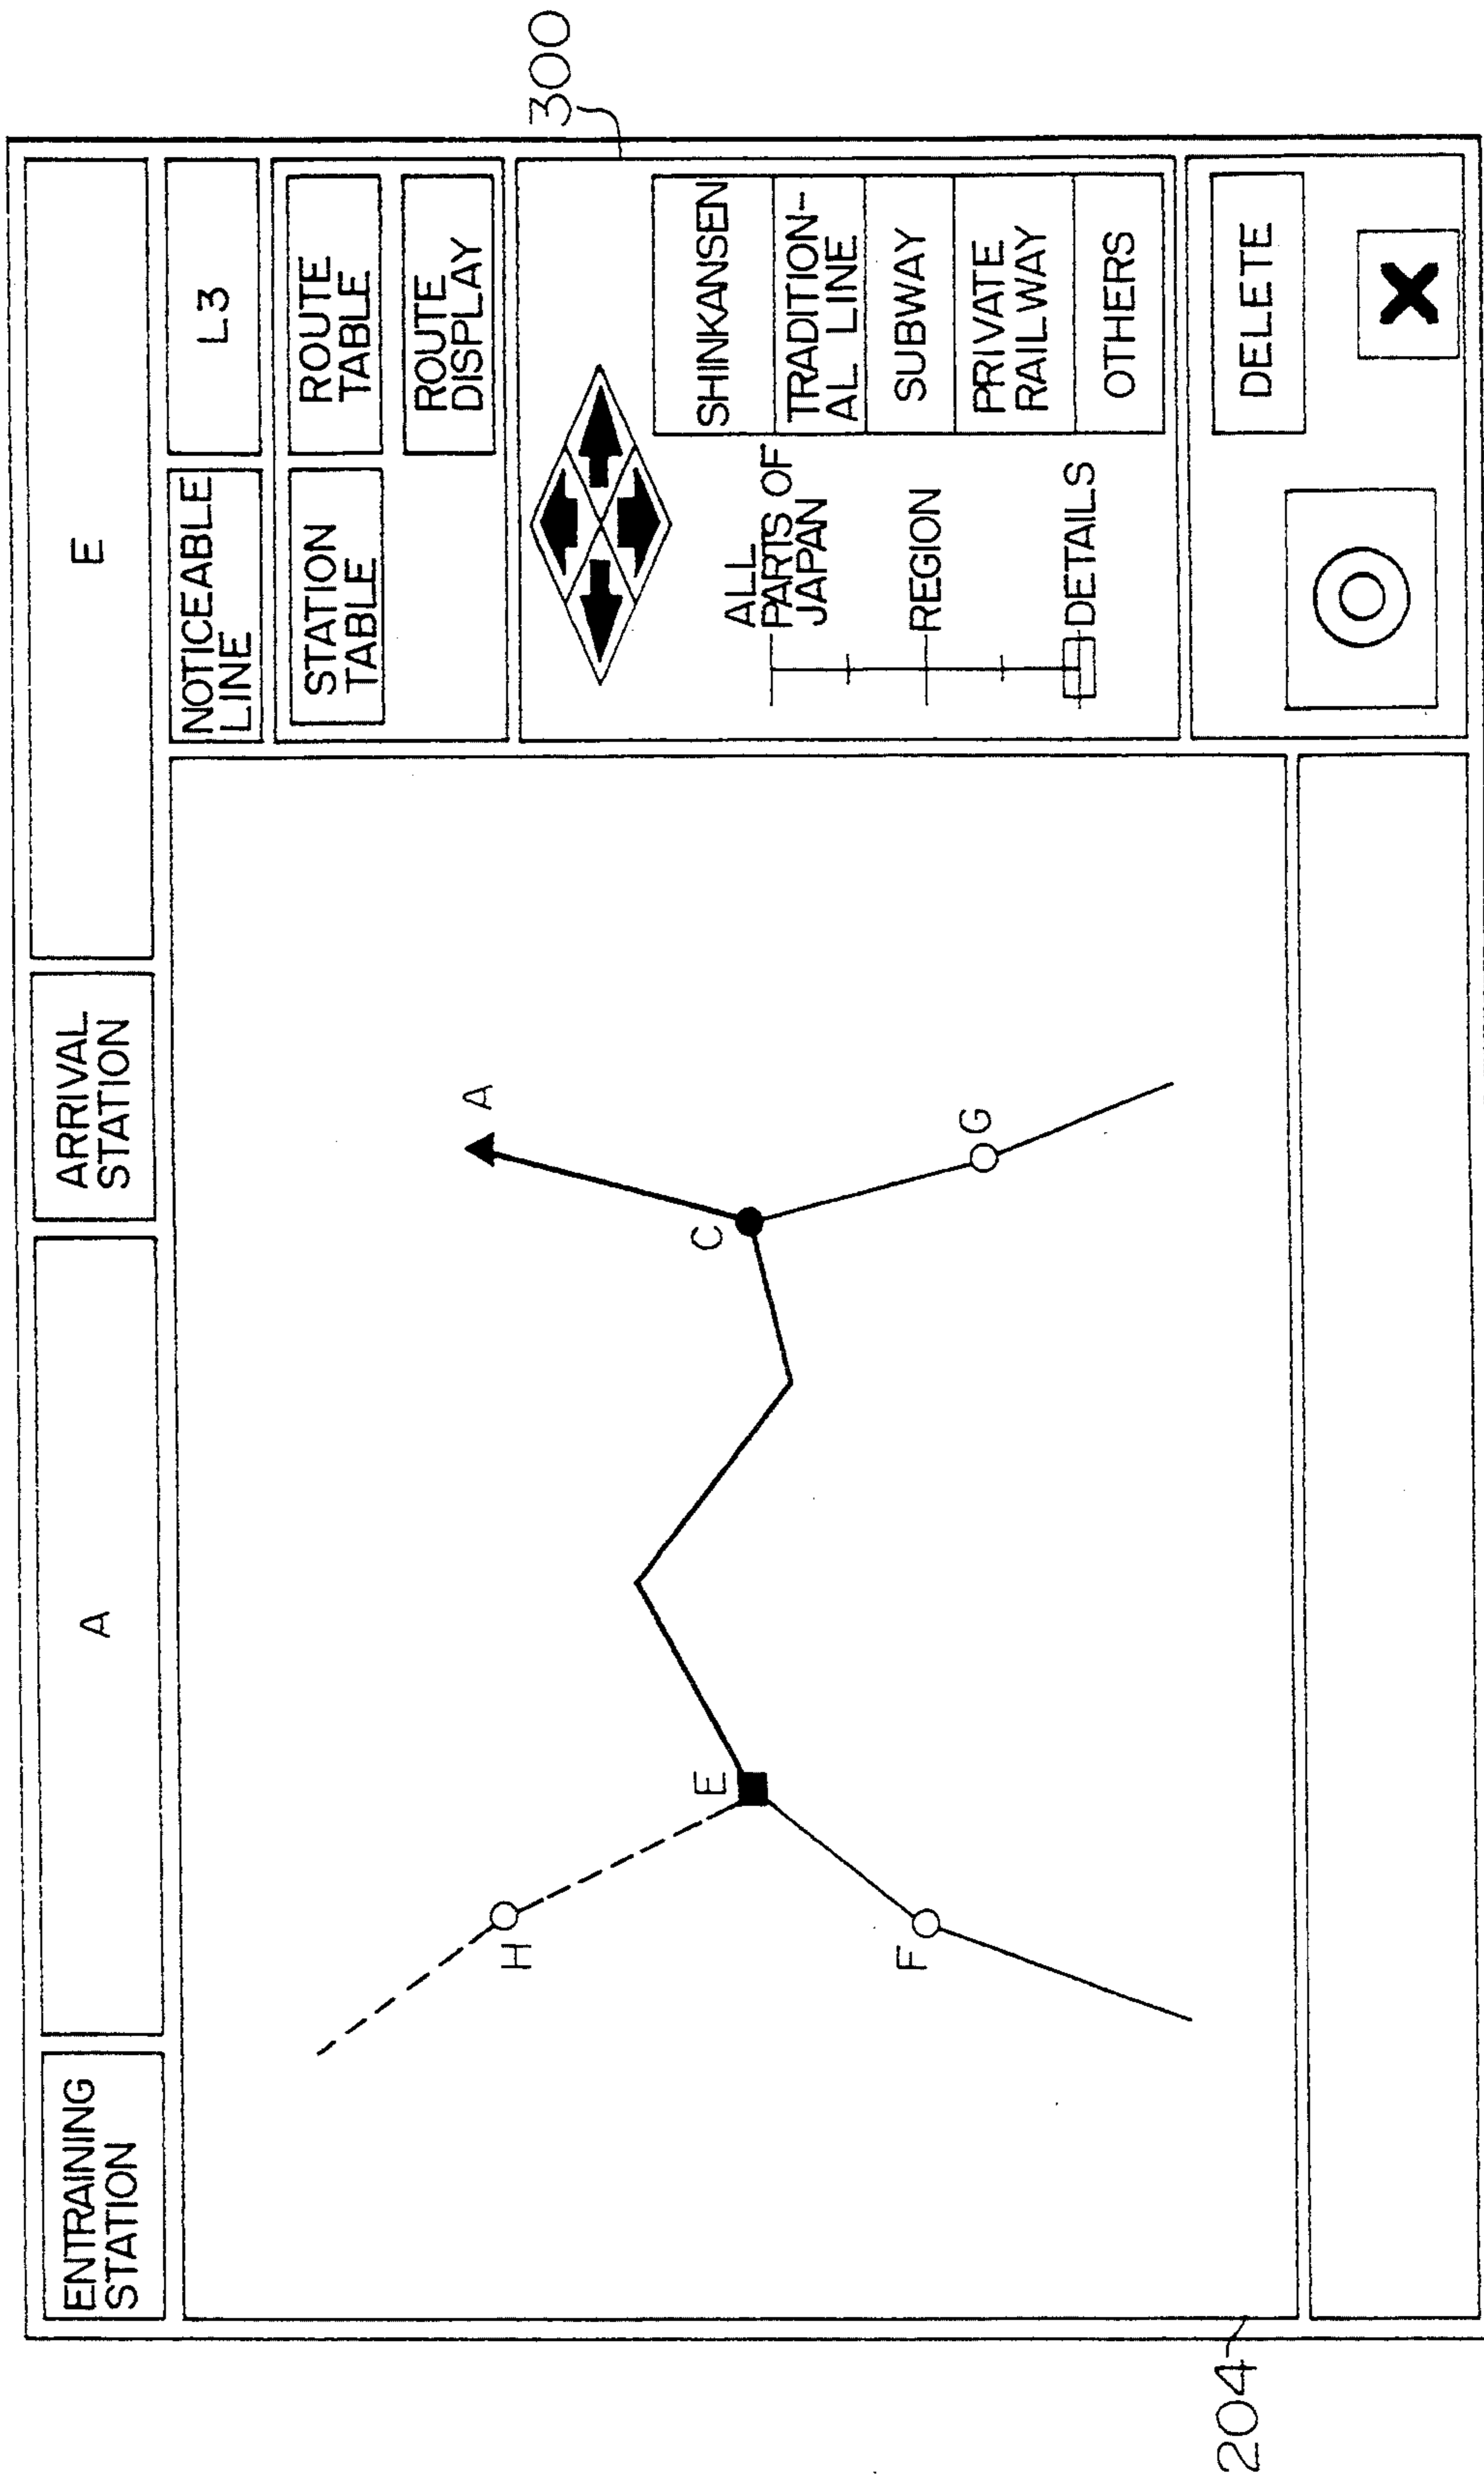 ENTRAINING
STATION
A
ARRIVAL
STATION
E
NOTICEABLE
LINE
L3
STATION
TABLE
ROUTE
TABLE
ROUTE
DISPLAY
300
ALL
PARTS OF
JAPAN
REGION
DETAILS
SHINKANSEN
TRADITION-
AL LINE
SUBWAY
PRIVATE
RAILWAY
OTHERS
DELETE
A
H
E
C
F
G
204